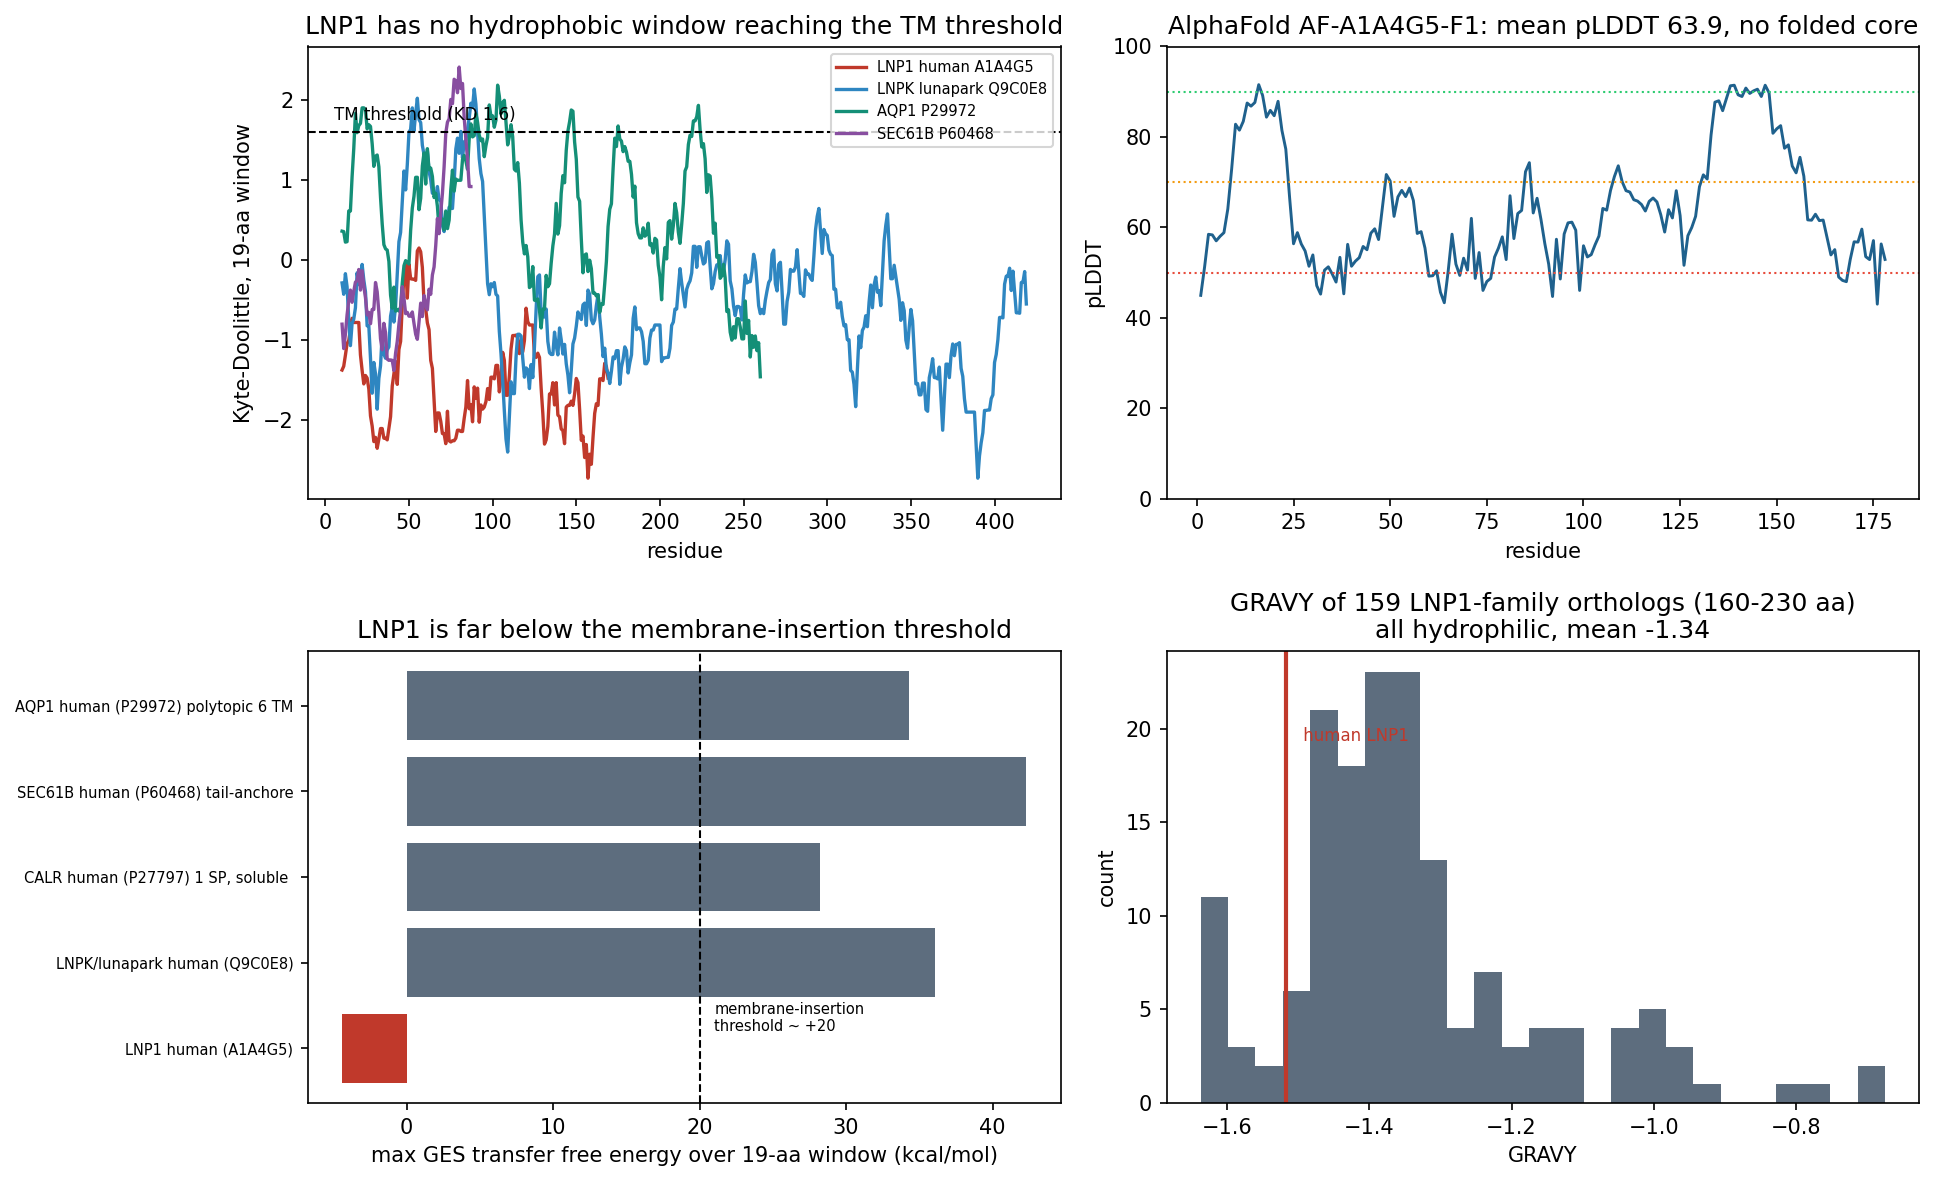 LNP1 has no hydrophobic window reaching the TM threshold
TM threshold (KD 1.6)
LNP1 human A1A4G5
LNPK lunapark Q9C0E8
AQP1 P29972
SEC61B P60468
Kyte-Doolittle, 19-aa window
2
1
0
−1
−2
0 50 100 150 200 250 300 350 400
residue
AlphaFold AF-A1A4G5-F1: mean pLDDT 63.9, no folded core
pLDDT
100
80
60
40
20
0
0 25 50 75 100 125 150 175
residue
LNP1 is far below the membrane-insertion threshold
AQP1 human (P29972) polytopic 6 TM
SEC61B human (P60468) tail-anchore
CALR human (P27797) 1 SP, soluble
LNPK/lunapark human (Q9C0E8)
LNP1 human (A1A4G5)
membrane-insertion
threshold ~ +20
0 10 20 30 40
max GES transfer free energy over 19-aa window (kcal/mol)
GRAVY of 159 LNP1-family orthologs (160-230 aa)
all hydrophilic, mean -1.34
human LNP1
count
20
15
10
5
0
−1.6 −1.4 −1.2 −1.0 −0.8
GRAVY